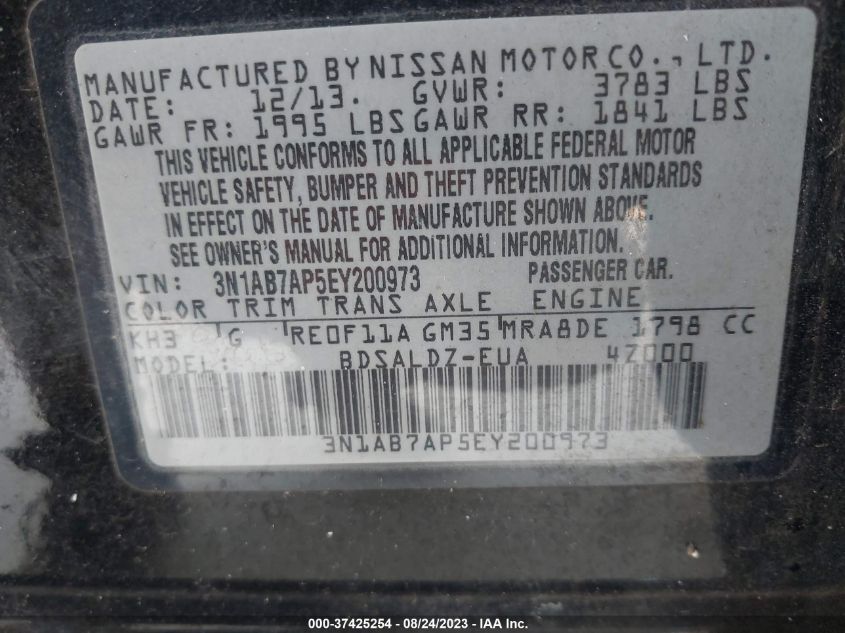 MANUFACTURED BY NISSAN MOTOR CO., LTD.
DATE: 12/13. GVWR: 3783 LBS
GAWR FR: 1995 LBS GAWR RR: 1841 LBS
THIS VEHICLE CONFORMS TO ALL APPLICABLE FEDERAL MOTOR
VEHICLE SAFETY, BUMPER AND THEFT PREVENTION STANDARDS
IN EFFECT ON THE DATE OF MANUFACTURE SHOWN ABOVE.
SEE OWNER'S MANUAL FOR ADDITIONAL INFORMATION.
VIN: 3N1AB7AP5EY200973 PASSENGER CAR.
COLOR TRIM TRANS AXLE ENGINE
KH3 G RE0F11A GM35 MRA8DE 1798 CC
MODEL: BDSALDZ-EUA 4Z000
3N1AB7AP5EY200973
000-37425254 - 08/24/2023 - IAA Inc.